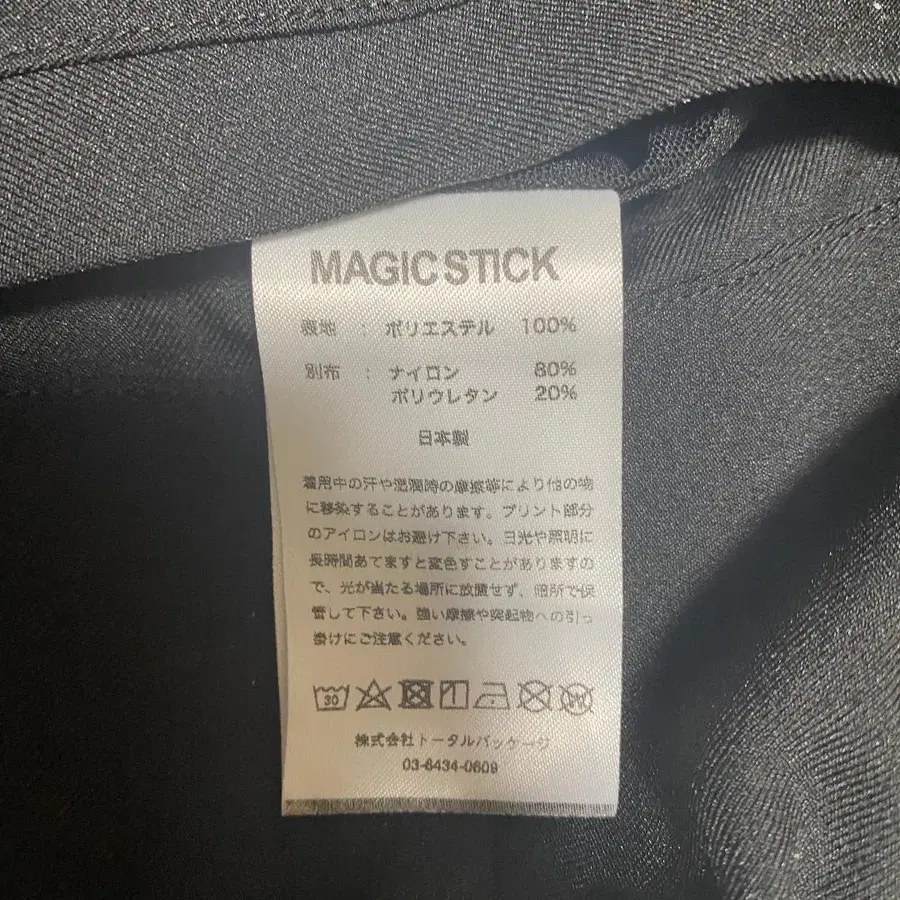 MAGIC STICK
表地 : ポリエステル 100%
別布 : ナイロン 80%
ポリウレタン 20%
日本製
着用中の汗や湿潤時の摩擦等により他の物
に移染することがあります。プリント部分
のアイロンはお避け下さい。日光や照明に
長時間あてますと変色すことがありますの
で、光が当たる場所に放置せず、暗所で保
管して下さい。強い摩擦や突起物への引っ
掛けにご注意ください。
30
W
株式会社トータルパッケージ
03-6434-0609